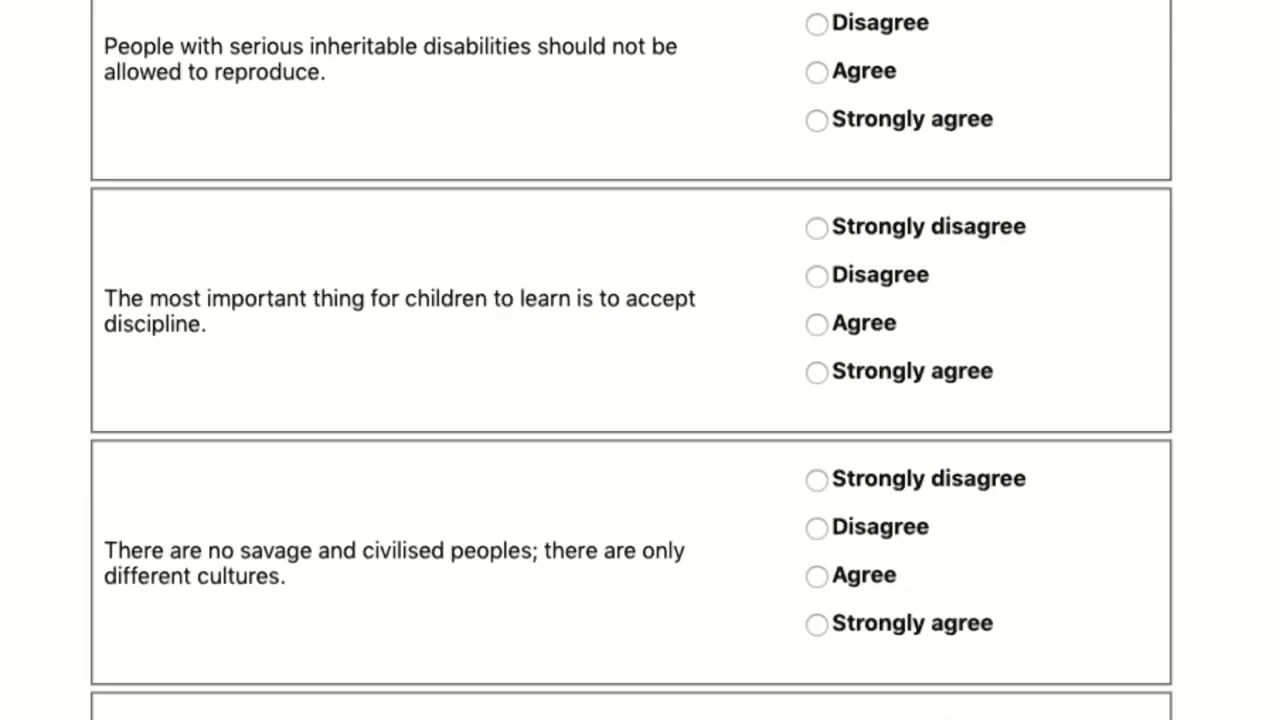 Disagree
People with serious inheritable disabilities should not be
allowed to reproduce.
Agree
Strongly agree
Strongly disagree
Disagree
The most important thing for children to learn is to accept
discipline.
Agree
Strongly agree
Strongly disagree
Disagree
There are no savage and civilised peoples; there are only
different cultures.
Agree
Strongly agree